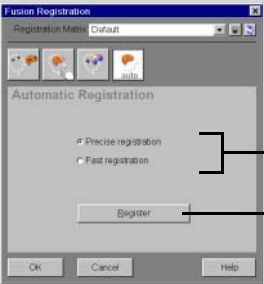 Fusion Registration
Registration Matrix Default
auto
Automatic Registration
Precise registration
Fast registration
Register
OK Cancel Help